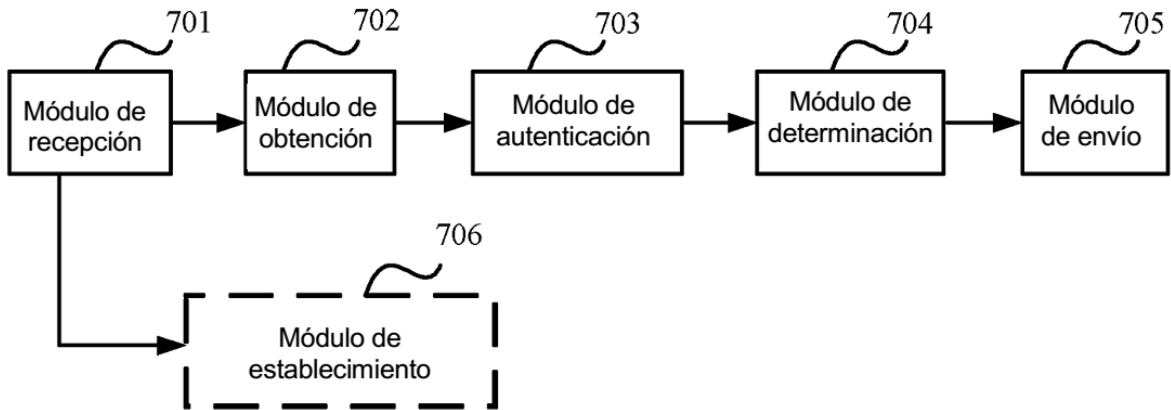 701
702
703
704
705
Módulo de
recepción
Módulo de
obtención
Módulo de
autenticación
Módulo de
determinación
Módulo
de envío
706
Módulo de
establecimiento